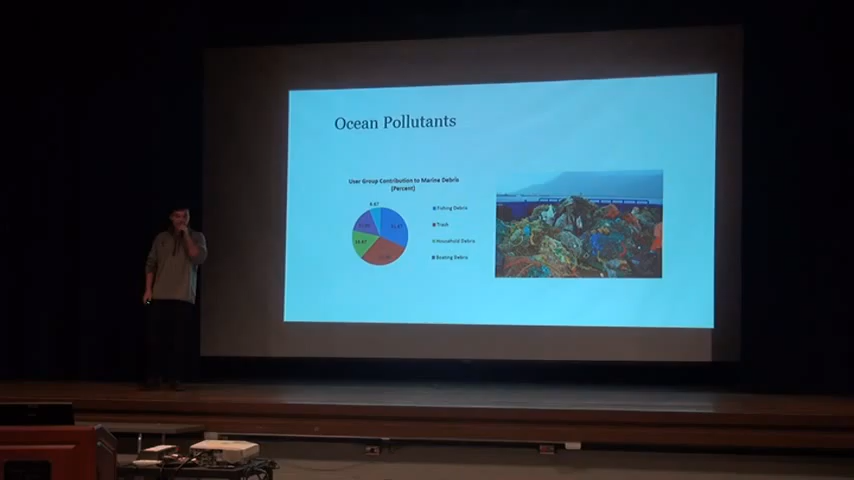 Ocean Pollutants
User Group Contribution to Marine Debris
(Percent)
Fishing Debris
Trash
Household Debris
Boating Debris